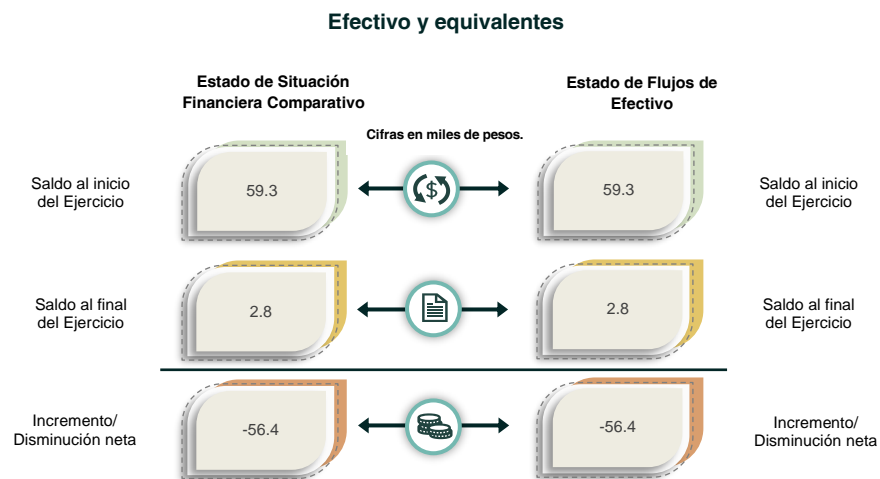 Efectivo y equivalentes
Estado de Situación
Financiera Comparativo
Estado de Flujos de
Efectivo
Cifras en miles de pesos.
Saldo al inicio
del Ejercicio
59.3
$
59.3
Saldo al inicio
del Ejercicio
Saldo al final
del Ejercicio
2.8
2.8
Saldo al final
del Ejercicio
Incremento/
Disminución neta
-56.4
-56.4
Incremento/
Disminución neta